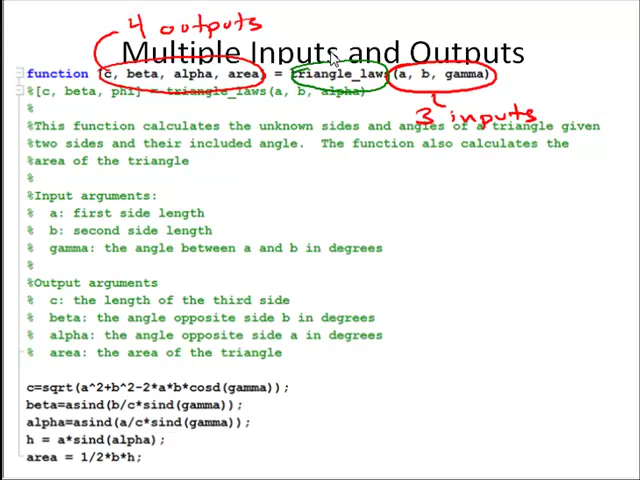 4 outputs
Multiple Inputs and Outputs
function [c, beta, alpha, area] = triangle_laws(a, b, gamma)
%[c, beta, phi] = triangle_laws(a, b, alpha)
3 inputs
%
%This function calculates the unknown sides and angles of a triangle given
%two sides and their included angle.  The function also calculates the
%area of the triangle
%
%Input arguments:
%  a: first side length
%  b: second side length
%  gamma: the angle between a and b in degrees
%
%Output arguments
%  c: the length of the third side
%  beta: the angle opposite side b in degrees
%  alpha: the angle opposite side a in degrees
%  area: the area of the triangle
c=sqrt(a^2+b^2-2*a*b*cosd(gamma));
beta=asind(b/c*sind(gamma));
alpha=asind(a/c*sind(gamma));
h = a*sind(alpha);
area = 1/2*b*h;